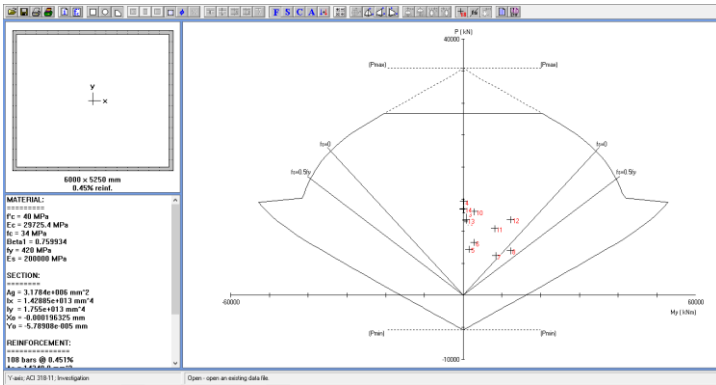 P ( kN)
40000
(Pmax)
(Pmax)
fs=0
fs=0
fs=0.5fy
fs=0.5fy
10
11
12
-60000
60000
My ( kNm)
(Pmin)
(Pmin)
-10000
y
x
6000 x 5250 mm
0.45% reinf.
MATERIAL:
=========
f'c = 40 MPa
Ec = 29725.4 MPa
fc = 34 MPa
Beta1 = 0.759934
fy = 420 MPa
Es = 200000 MPa
SECTION:
========
Ag = 3.1784e+006 mm^2
Ix = 1.42885e+013 mm^4
Iy = 1.755e+013 mm^4
Xo = -0.000196325 mm
Yo = -5.78908e-005 mm
REINFORCEMENT:
==============
188 bars @ 0.451%
Y-axis; ACI 318-11; Investigation
Open - open an existing data file.